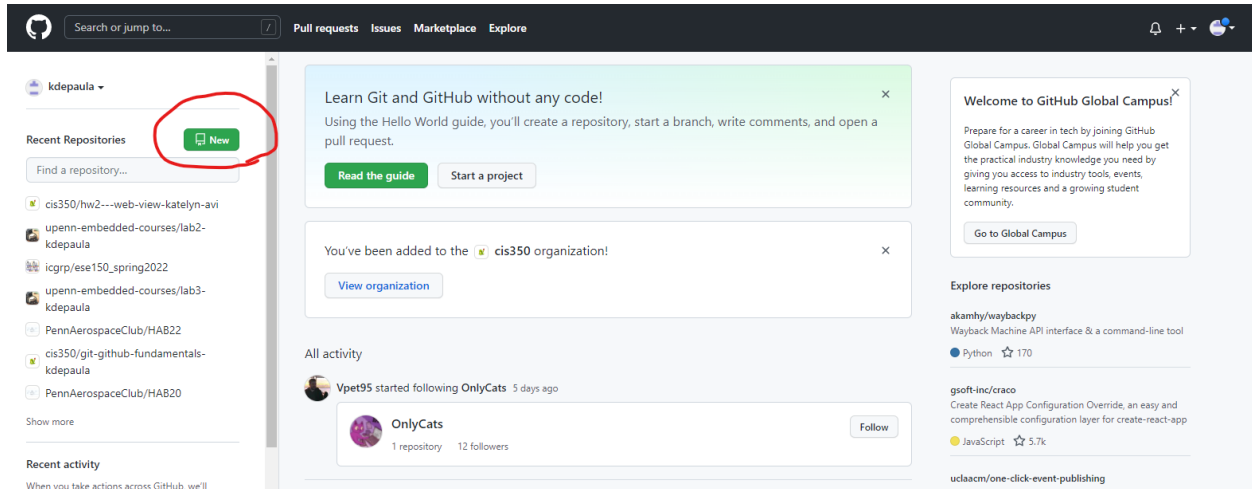 Search or jump to...
/
Pull requests Issues Marketplace Explore
kdepaula
Recent Repositories
New
Find a repository...
cis350/hw2---web-view-katelyn-avi
upenn-embedded-courses/lab2-
kdepaula
icgrp/ese150_spring2022
upenn-embedded-courses/lab3-
kdepaula
PennAerospaceClub/HAB22
cis350/git-github-fundamentals-
kdepaula
PennAerospaceClub/HAB20
Show more
Recent activity
When you take actions across GitHub, we'll
Learn Git and GitHub without any code!
Using the Hello World guide, you'll create a repository, start a branch, write comments, and open a
pull request.
Read the guide
Start a project
You've been added to the cis350 organization!
View organization
All activity
Vpet95 started following OnlyCats 5 days ago
OnlyCats
1 repository 12 followers
Follow
Welcome to GitHub Global Campus!
Prepare for a career in tech by joining GitHub
Global Campus. Global Campus will help you get
the practical industry knowledge you need by
giving you access to industry tools, events,
learning resources and a growing student
community.
Go to Global Campus
Explore repositories
akamhy/waybackpy
Wayback Machine API interface & a command-line tool
Python 170
gsoft-inc/craco
Create React App Configuration Override, an easy and
comprehensible configuration layer for create-react-app
JavaScript 5.7k
uclaacm/one-click-event-publishing